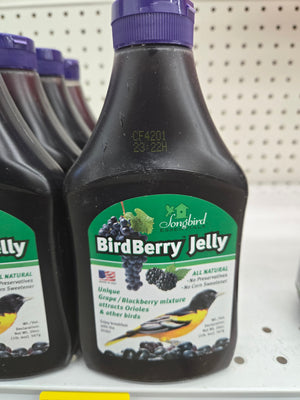 CF4201
23:22H
Songbird
BirdBerry Jelly
ALL NATURAL
- No Preservatives
- No Corn Sweetener
Unique
Grape / Blackberry mixture
attracts Orioles
& other birds
lly
ALL NATURAL